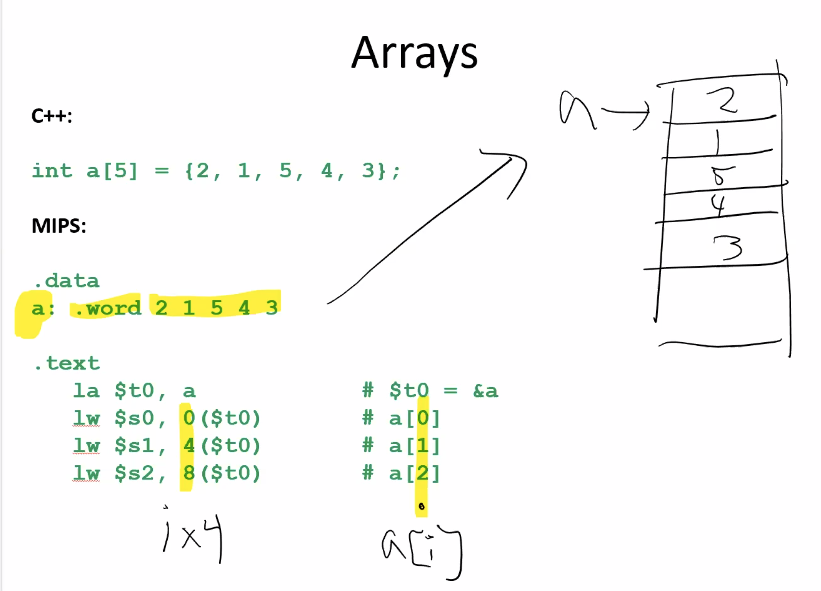 Arrays
C++:
int a[5] = {2, 1, 5, 4, 3};
MIPS:
.data
a: .word 2 1 5 4 3
.text
la $t0, a # $t0 = &a
lw $s0, 0($t0) # a[0]
lw $s1, 4($t0) # a[1]
lw $s2, 8($t0) # a[2]
i x 4 a[i]
a → 2
1
5
4
3